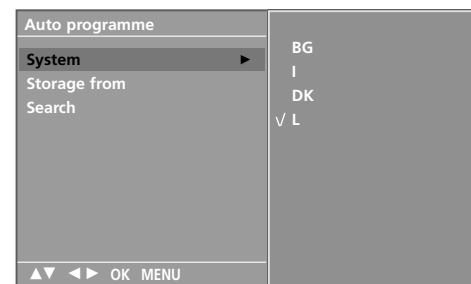 Auto programme
System ►
Storage from
Search
BG
I
DK
√ L
▲▼ ◄► OK MENU